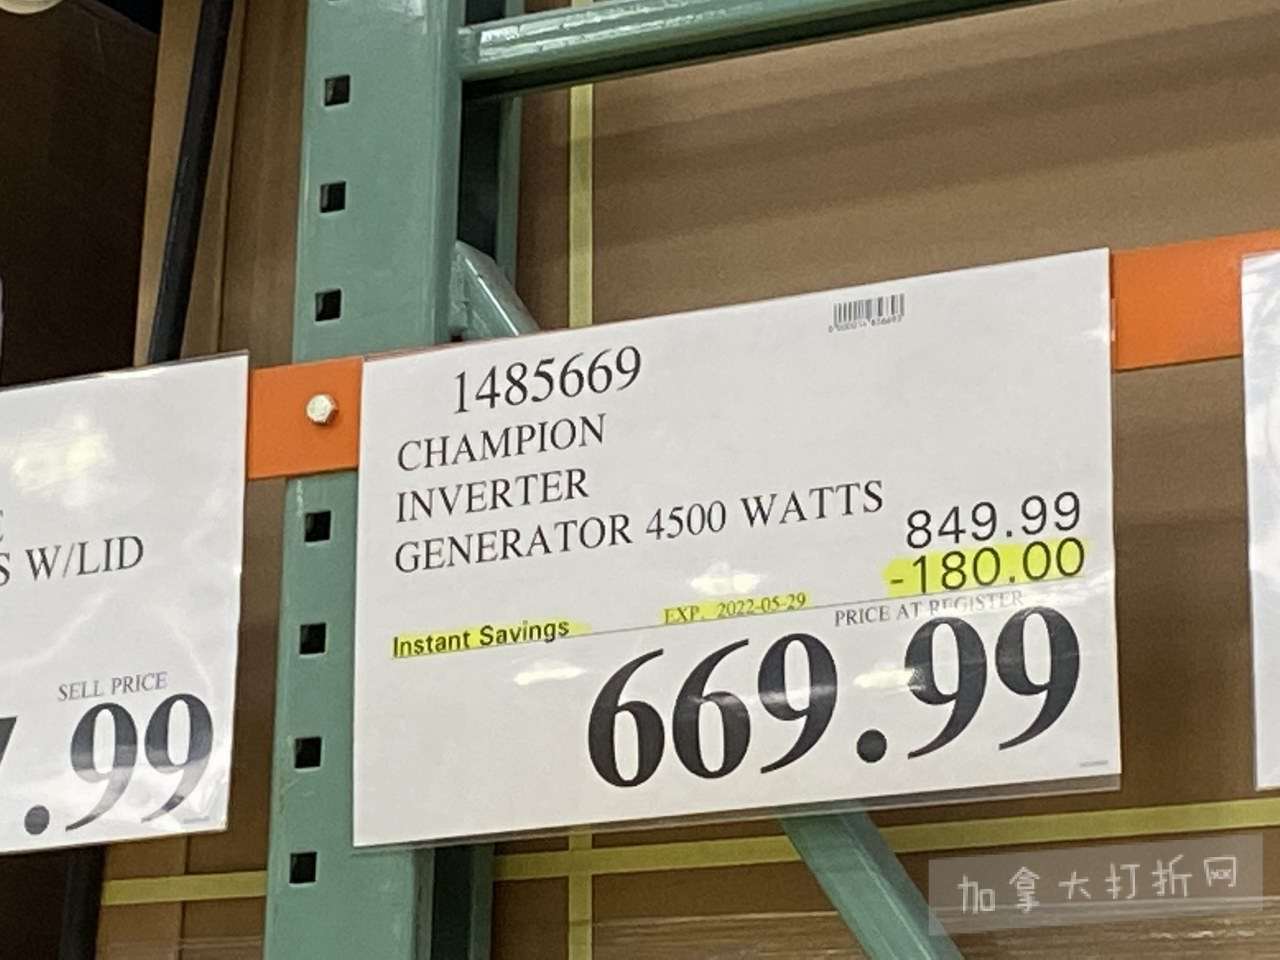 1485669
CHAMPION
INVERTER
GENERATOR 4500 WATTS
849.99
-180.00
Instant Savings
EXP. 2022-05-29
PRICE AT REGISTER
669.99
S W/LID
SELL PRICE
.99
加拿大打折网